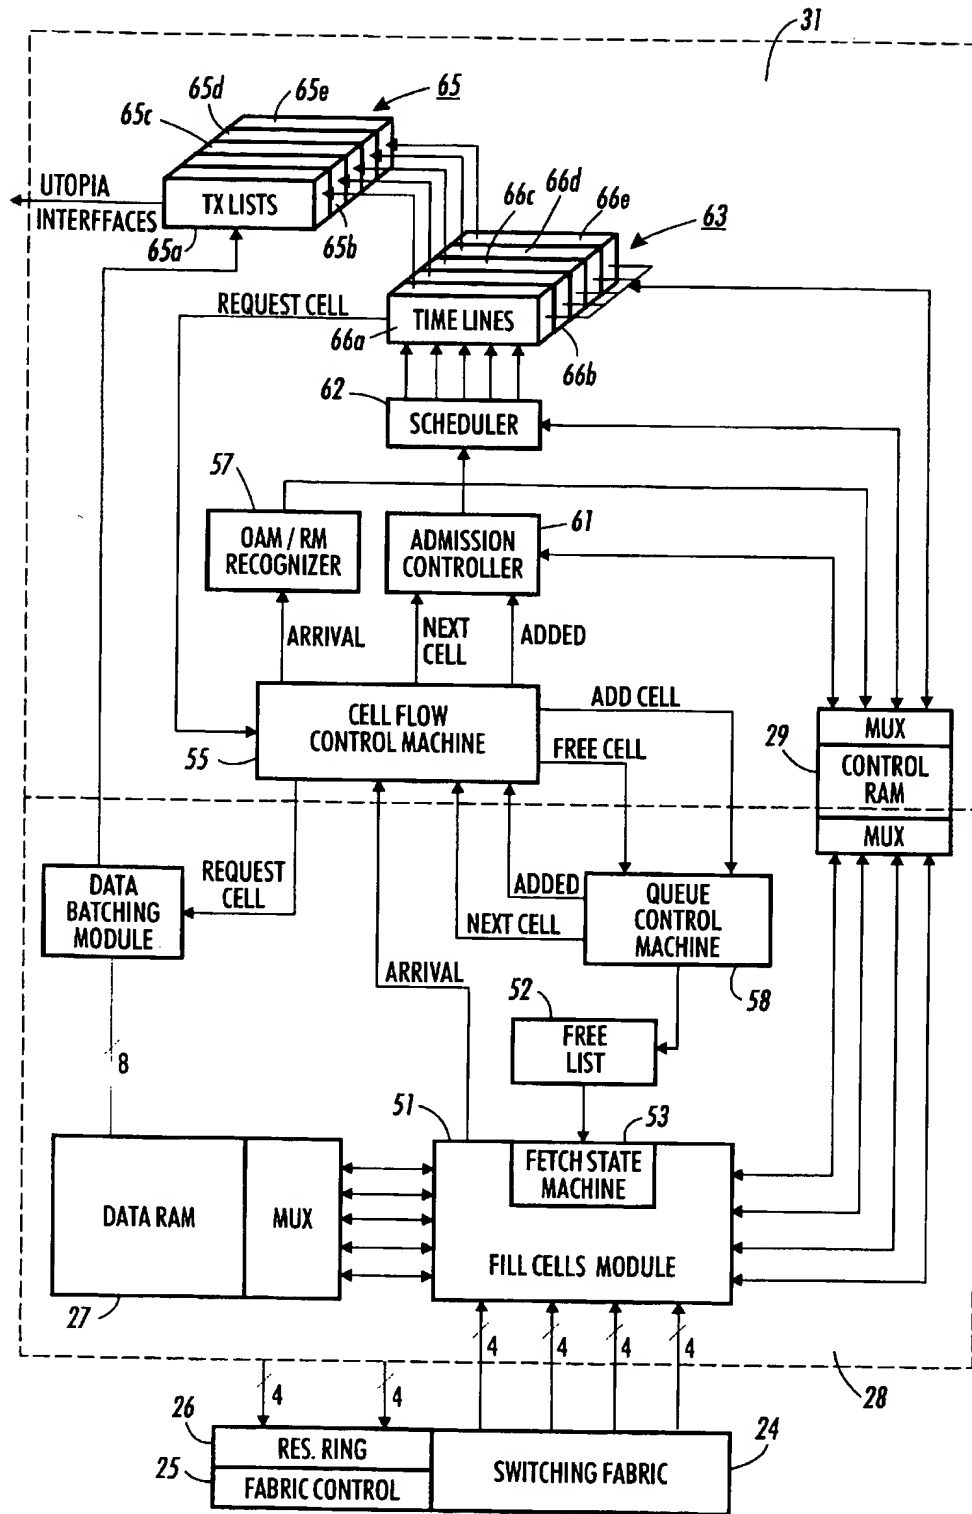 31
65d
65e
65
65c
UTOPIA
INTERFFACES
TX LISTS
65a
65b
66c
66d
66e
63
REQUEST CELL
66a
TIME LINES
66b
62
SCHEDULER
57
OAM / RM
RECOGNIZER
61
ADMISSION
CONTROLLER
ARRIVAL
NEXT
CELL
ADDED
CELL FLOW
CONTROL MACHINE
55
ADD CELL
FREE CELL
29
MUX
CONTROL
RAM
MUX
REQUEST
CELL
DATA
BATCHING
MODULE
ADDED
NEXT CELL
QUEUE
CONTROL
MACHINE
58
ARRIVAL
52
FREE
LIST
8
51
53
FETCH STATE
MACHINE
DATA RAM
MUX
FILL CELLS MODULE
27
4
4
4
4
28
4
4
26
RES. RING
25
FABRIC CONTROL
SWITCHING FABRIC
24